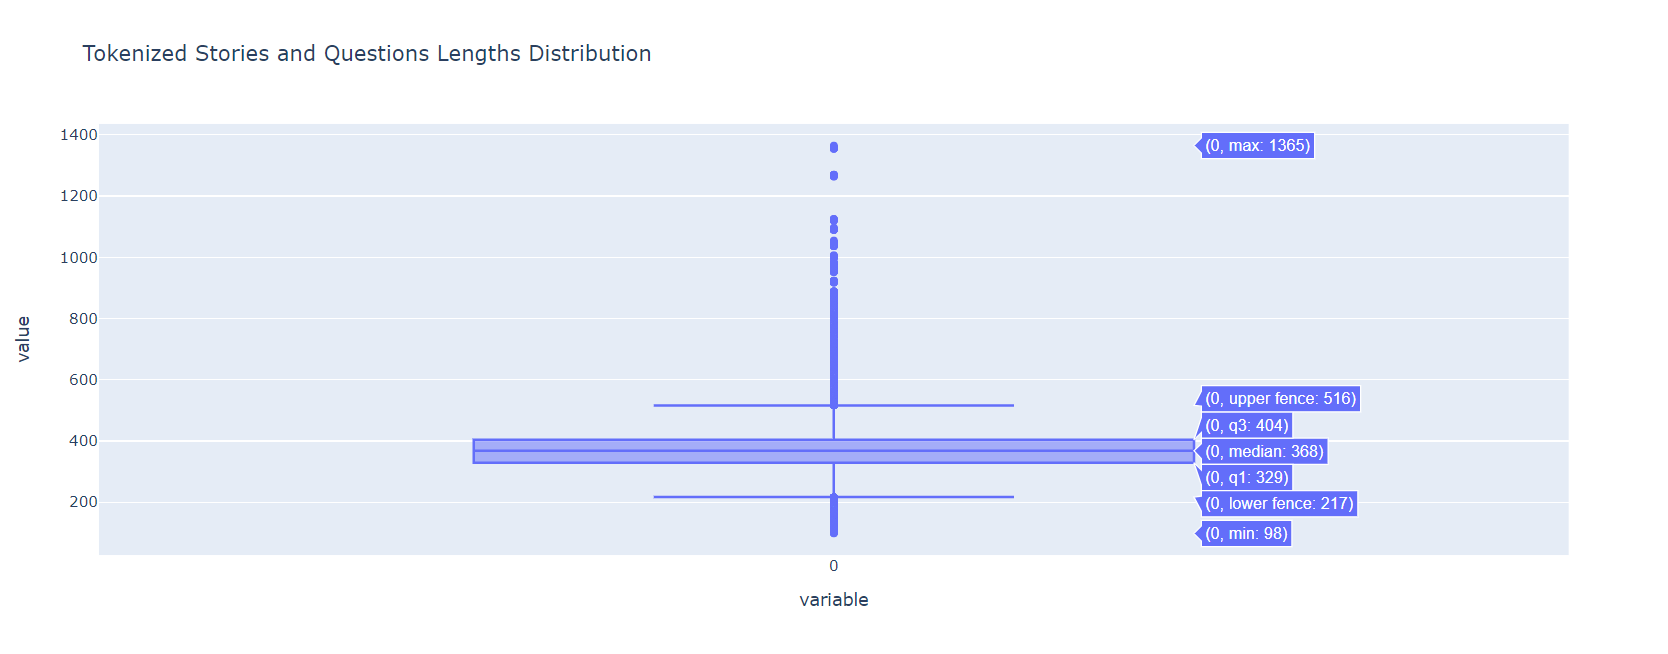 Tokenized Stories and Questions Lengths Distribution
1400
1200
1000
800
600
400
200
value
(0, max: 1365)
(0, upper fence: 516)
(0, q3: 404)
(0, median: 368)
(0, q1: 329)
(0, lower fence: 217)
(0, min: 98)
0
variable